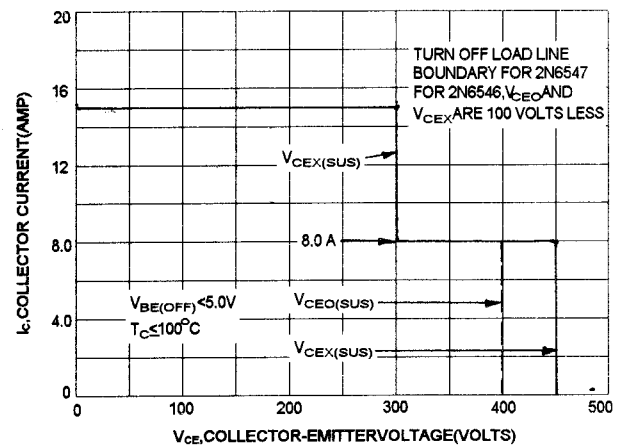 20
16
12
8.0
4.0
0
IC,COLLECTOR CURRENT(AMP)
TURN OFF LOAD LINE
BOUNDARY FOR 2N6547
FOR 2N6546,VCEO AND
VCEX ARE 100 VOLTS LESS
VCEX(SUS)
8.0 A
VBE(OFF)<5.0V
TC≤100°C
VCEO(SUS)
VCEX(SUS)
0 100 200 300 400 500
VCE,COLLECTOR-EMITTERVOLTAGE(VOLTS)